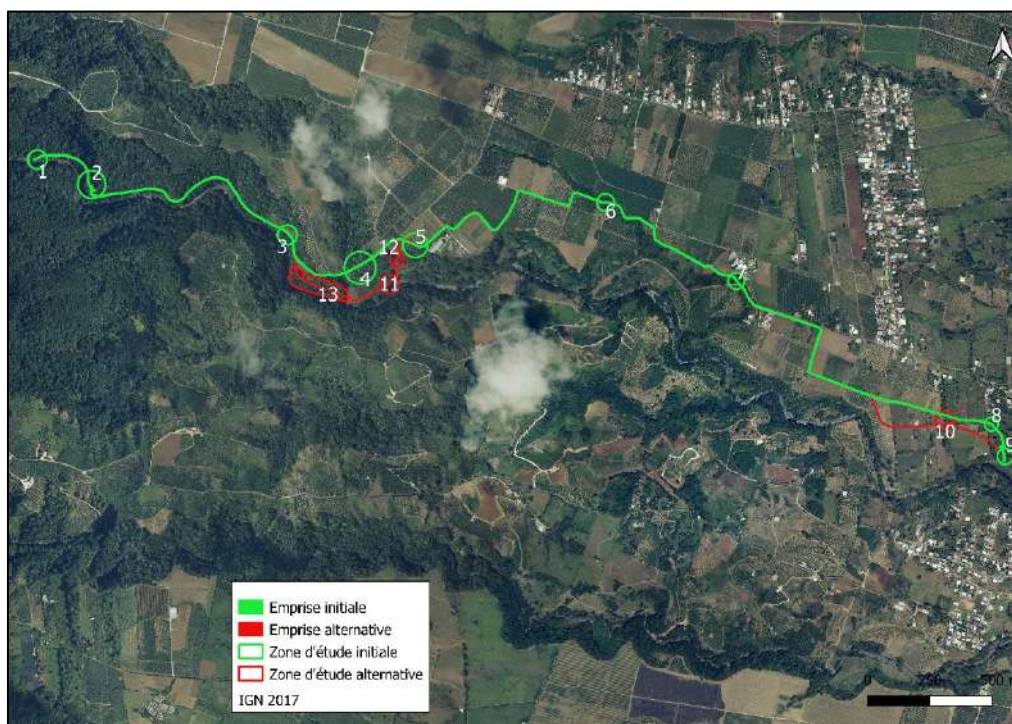 1
2
3
4
5
6
7
8
9
10
11
12
13
Emprise initiale
Emprise alternative
Zone d'étude initiale
Zone d'étude alternative
IGN 2017
0 250 500 m